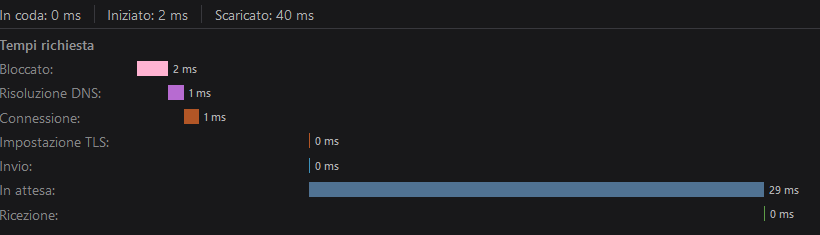 In coda: 0 ms Iniziato: 2 ms Scaricato: 40 ms
Tempi richiesta
Bloccato: 2 ms
Risoluzione DNS: 1 ms
Connessione: 1 ms
Impostazione TLS: 0 ms
Invio: 0 ms
In attesa: 29 ms
Ricezione: 0 ms